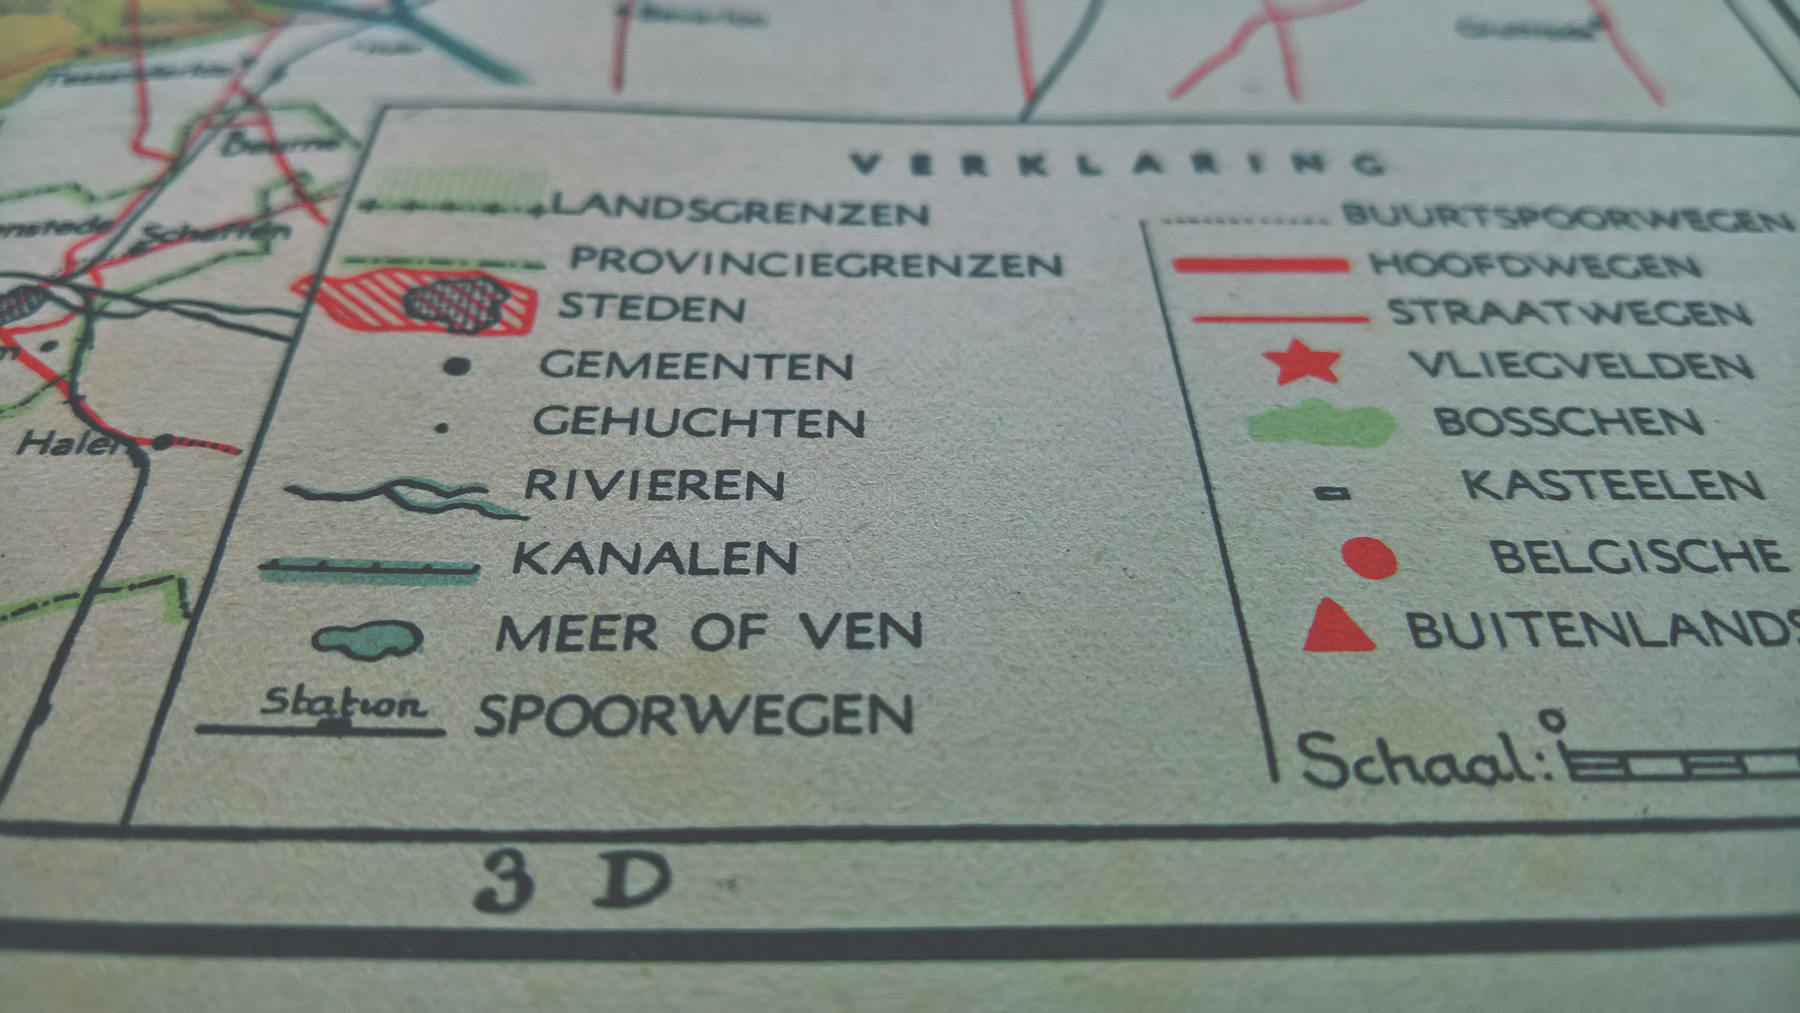 Beurne
Schaffen
Halen
VERKLARING
LANDSGRENZEN
PROVINCIEGRENZEN
STEDEN
GEMEENTEN
GEHUCHTEN
RIVIEREN
KANALEN
MEER OF VEN
Station SPOORWEGEN
BUURTSPOORWEGEN
HOOFDWEGEN
STRAATWEGEN
VLIEGVELDEN
BOSSCHEN
KASTEELEN
BELGISCHE
BUITENLANDS
Schaal: 0
3 D